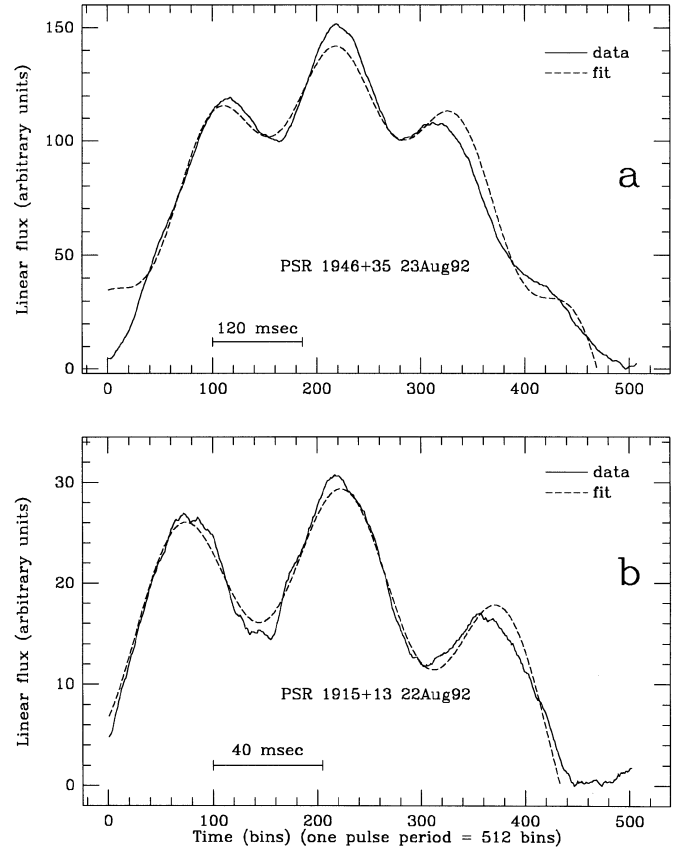 150
data
fit
100
a
50
PSR 1946+35 23Aug92
120 msec
0
0 100 200 300 400 500
Linear flux (arbitrary units)
30
data
fit
20
b
10
PSR 1915+13 22Aug92
40 msec
0
0 100 200 300 400 500
Linear flux (arbitrary units)
Time (bins) (one pulse period = 512 bins)